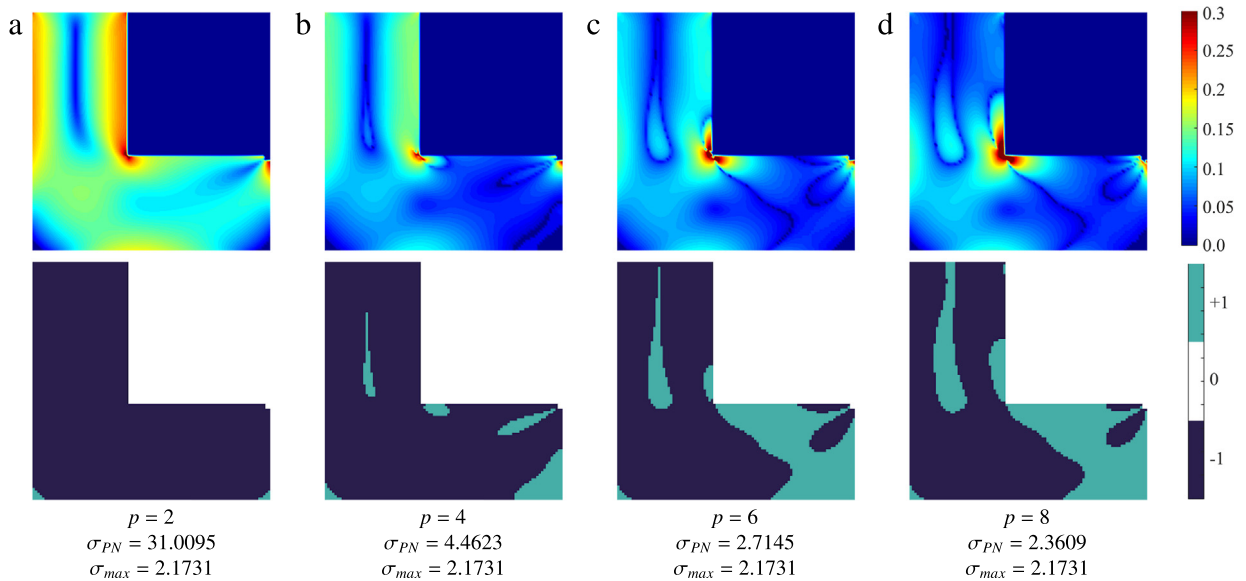 a
b
c
d
0.3
0.25
0.20
0.15
0.10
0.05
0.0
+1
0
-1
p = 2
σPN = 31.0095
σmax = 2.1731
p = 4
σPN = 4.4623
σmax = 2.1731
p = 6
σPN = 2.7145
σmax = 2.1731
p = 8
σPN = 2.3609
σmax = 2.1731